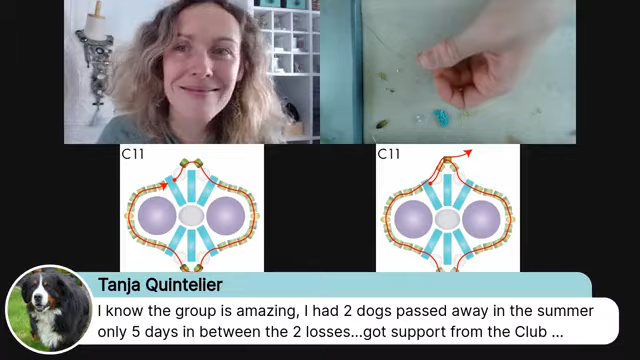 C11
C11
Tanja Quintelier
I know the group is amazing, I had 2 dogs passed away in the summer
only 5 days in between the 2 losses...got support from the Club ...